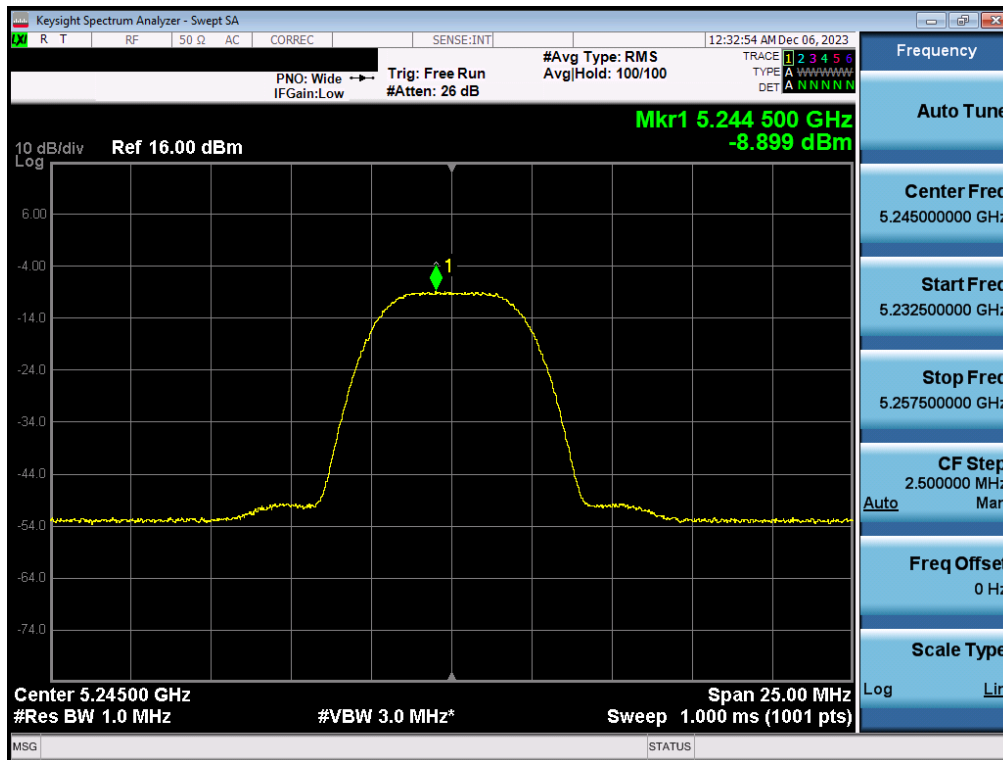 Keysight Spectrum Analyzer - Swept SA
LXI R T RF 50 Ω AC CORREC SENSE:INT 12:32:54 AM Dec 06, 2023
PNO: Wide Trig: Free Run #Avg Type: RMS TRACE 1 2 3 4 5 6
IFGain:Low #Atten: 26 dB Avg|Hold: 100/100 TYPE A WWWWW
DET A N N N N N
Mkr1 5.244 500 GHz
-8.899 dBm
10 dB/div Ref 16.00 dBm
Log
6.00
-4.00
1
-14.0
-24.0
-34.0
-44.0
-54.0
-64.0
-74.0
Center 5.24500 GHz Span 25.00 MHz
#Res BW 1.0 MHz #VBW 3.0 MHz* Sweep 1.000 ms (1001 pts)
MSG STATUS
Frequency
Auto Tune
Center Freq
5.245000000 GHz
Start Freq
5.232500000 GHz
Stop Freq
5.257500000 GHz
CF Step
2.500000 MHz
Auto Man
Freq Offset
0 Hz
Scale Type
Log Lin